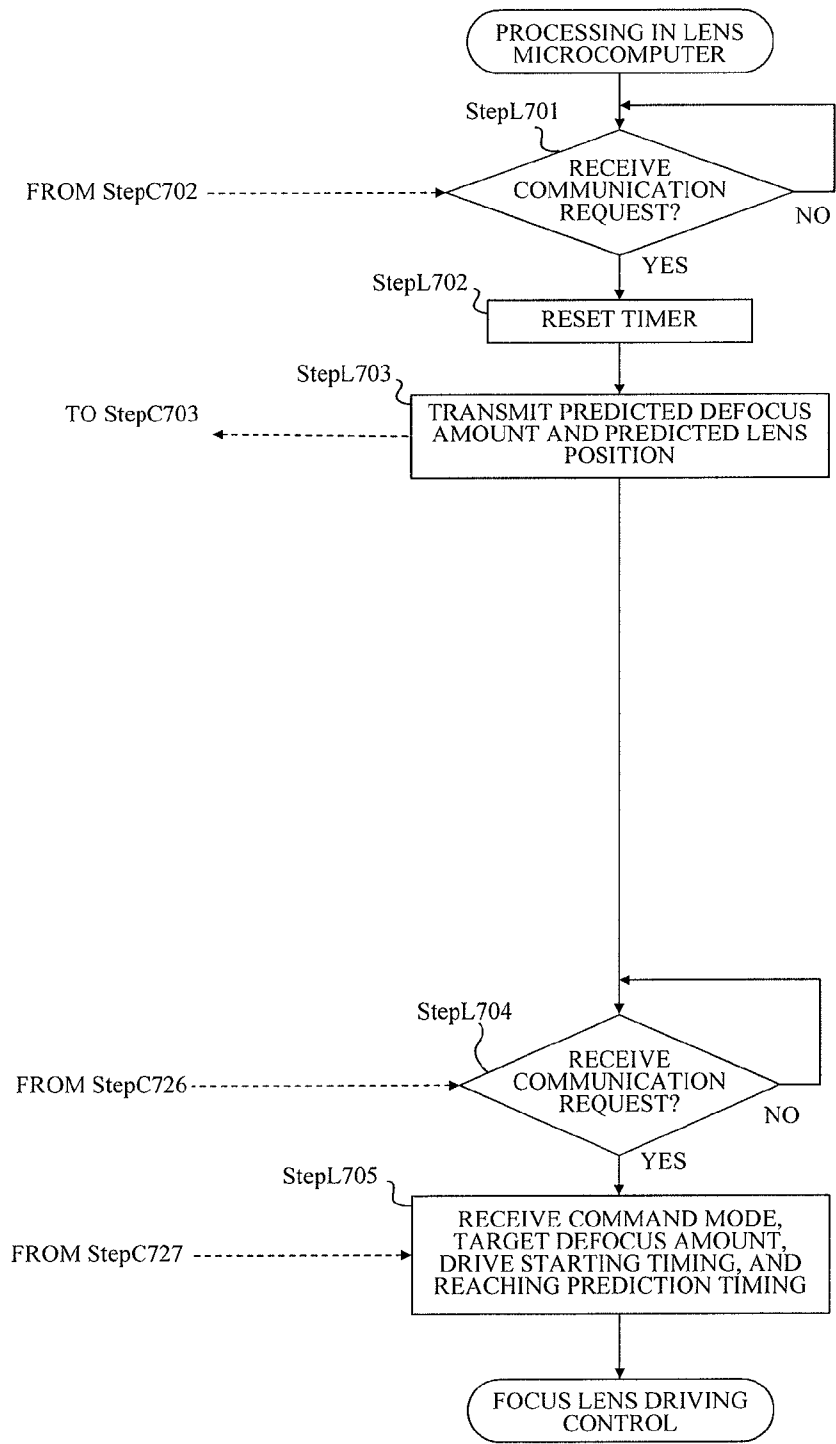 PROCESSING IN LENS
MICROCOMPUTER
StepL701
RECEIVE
COMMUNICATION
REQUEST?
FROM StepC702
NO
YES
StepL702
RESET TIMER
StepL703
TO StepC703
TRANSMIT PREDICTED DEFOCUS
AMOUNT AND PREDICTED LENS
POSITION
StepL704
RECEIVE
COMMUNICATION
REQUEST?
FROM StepC726
NO
YES
StepL705
RECEIVE COMMAND MODE,
TARGET DEFOCUS AMOUNT,
DRIVE STARTING TIMING, AND
REACHING PREDICTION TIMING
FROM StepC727
FOCUS LENS DRIVING
CONTROL